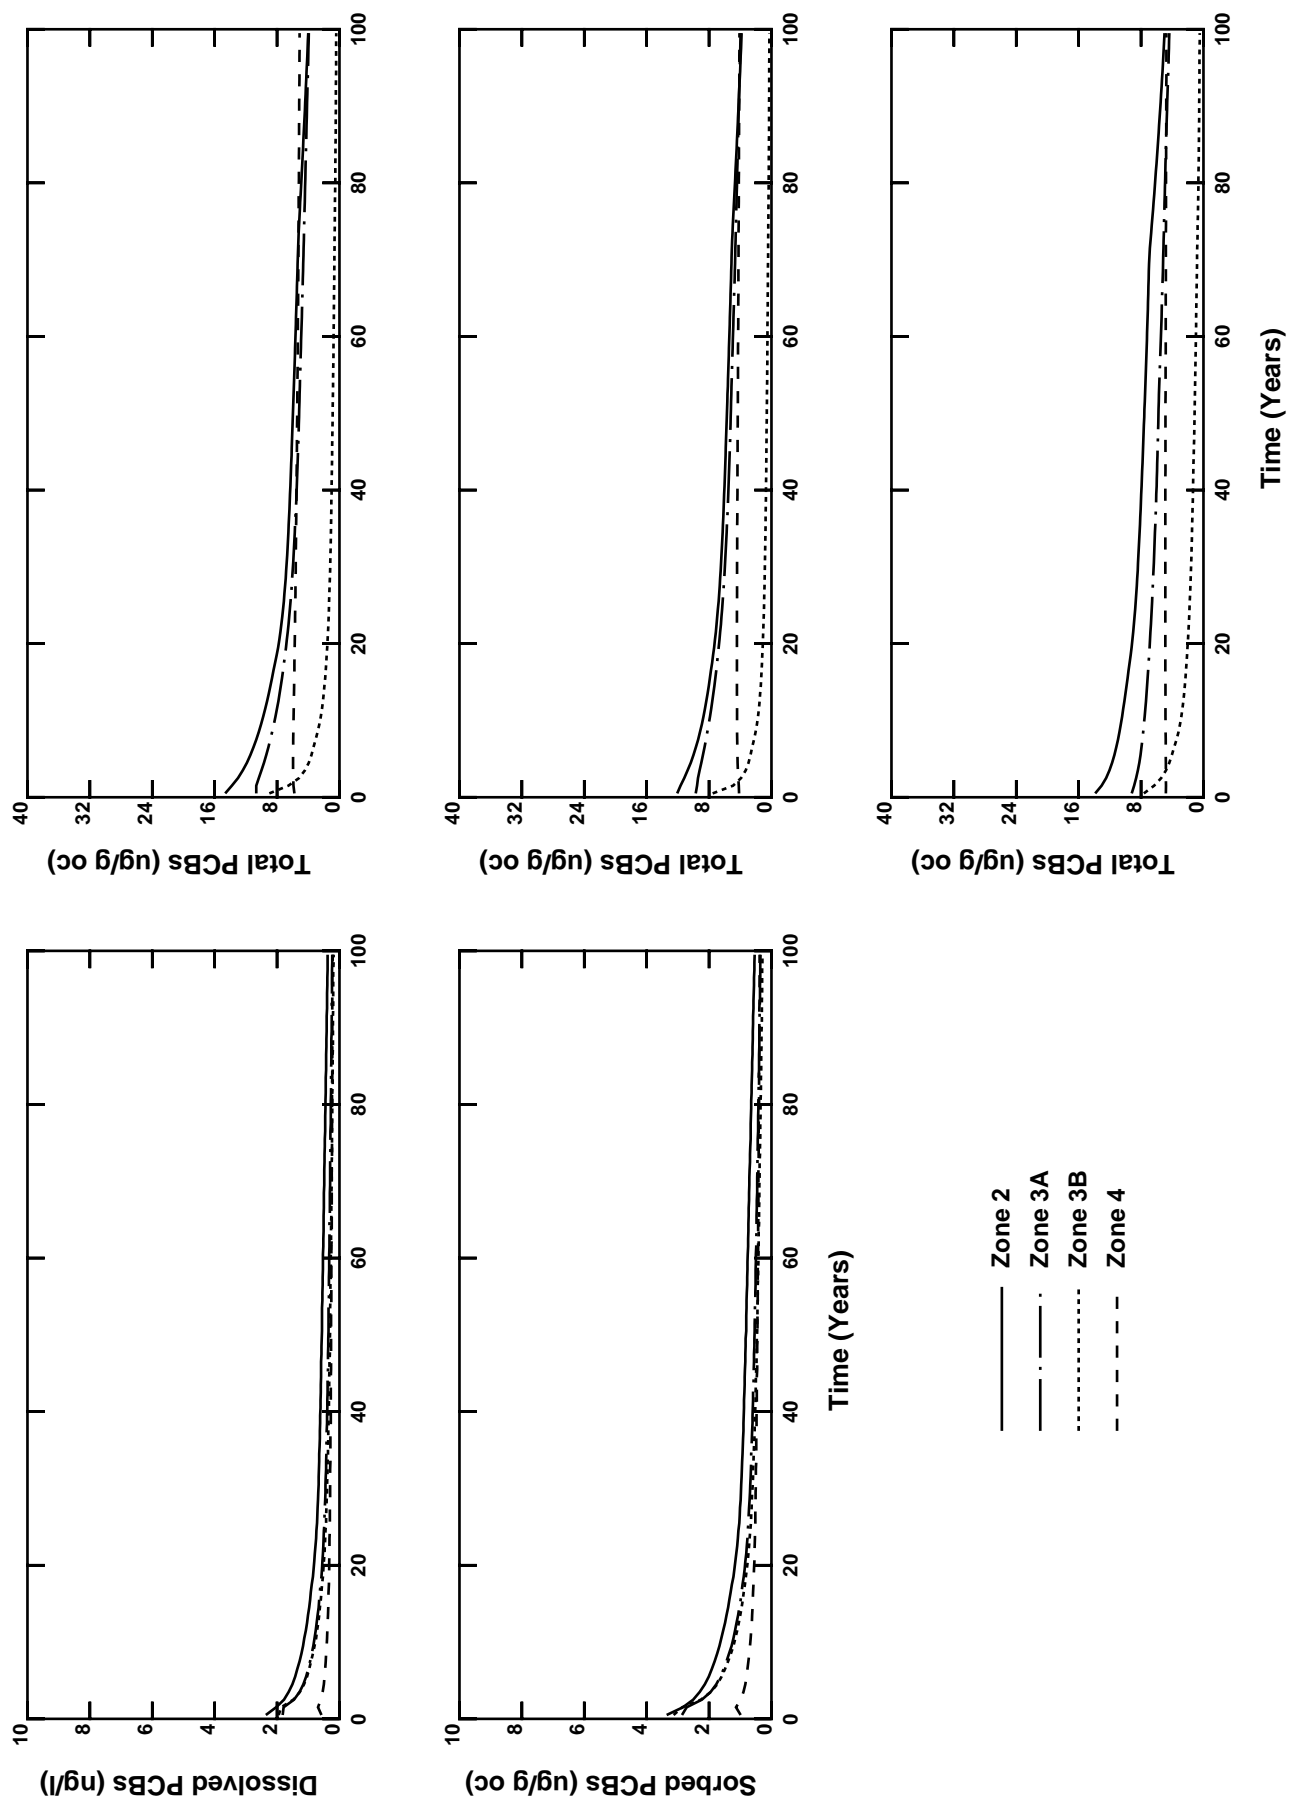 Dissolved PCBs (ng/l)
10
8
6
4
2
0
0 20 40 60 80 100
Sorbed PCBs (ug/g oc)
10
8
6
4
2
0
0 20 40 60 80 100
Time (Years)
Zone 2
Zone 3A
Zone 3B
Zone 4
Total PCBs (ug/g oc)
40
32
24
16
8
0
0 20 40 60 80 100
Total PCBs (ug/g oc)
40
32
24
16
8
0
0 20 40 60 80 100
Total PCBs (ug/g oc)
40
32
24
16
8
0
0 20 40 60 80 100
Time (Years)